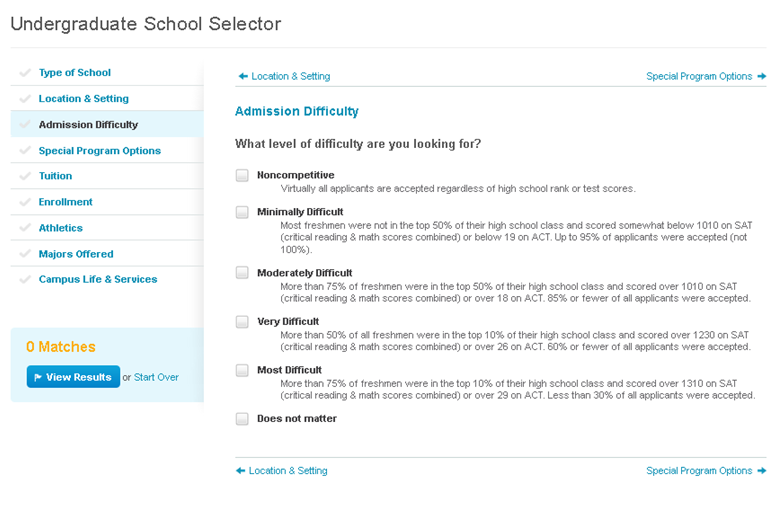 Undergraduate School Selector
Type of School
Location & Setting
Admission Difficulty
Special Program Options
Tuition
Enrollment
Athletics
Majors Offered
Campus Life & Services
0 Matches
View Results or Start Over
Location & Setting
Special Program Options
Admission Difficulty
What level of difficulty are you looking for?
Noncompetitive
Virtually all applicants are accepted regardless of high school rank or test scores.
Minimally Difficult
Most freshmen were not in the top 50% of their high school class and scored somewhat below 1010 on SAT
(critical reading & math scores combined) or below 19 on ACT. Up to 95% of applicants were accepted (not
100%).
Moderately Difficult
More than 75% of freshmen were in the top 50% of their high school class and scored over 1010 on SAT
(critical reading & math scores combined) or over 18 on ACT. 85% or fewer of all applicants were accepted.
Very Difficult
More than 50% of all freshmen were in the top 10% of their high school class and scored over 1230 on SAT
(critical reading & math scores combined) or over 26 on ACT. 60% or fewer of all applicants were accepted.
Most Difficult
More than 75% of freshmen were in the top 10% of their high school class and scored over 1310 on SAT
(critical reading & math scores combined) or over 29 on ACT. Less than 30% of all applicants were accepted.
Does not matter
Location & Setting
Special Program Options